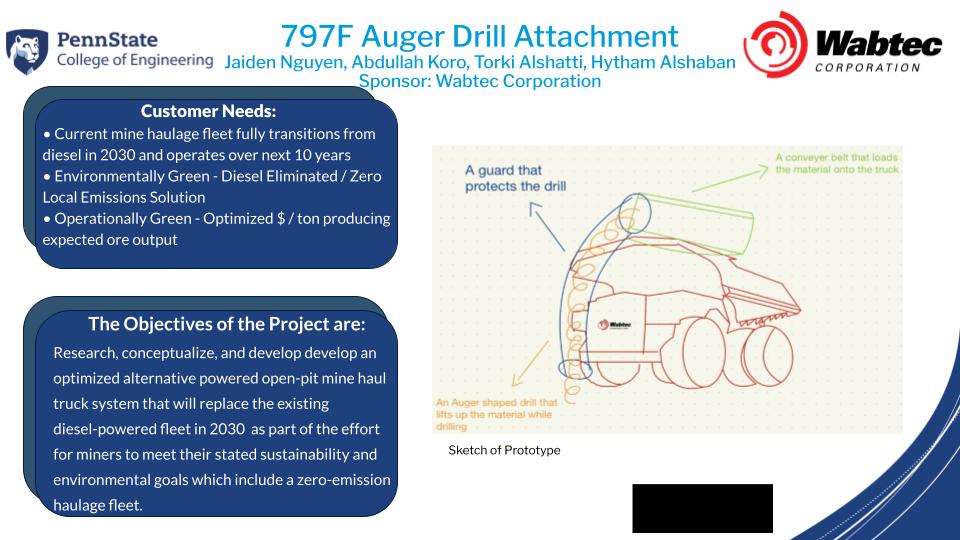 PennState
College of Engineering
797F Auger Drill Attachment
Jaiden Nguyen, Abdullah Koro, Torki Alshatti, Hytham Alshaban
Sponsor: Wabtec Corporation
Wabtec
CORPORATION
Customer Needs:
• Current mine haulage fleet fully transitions from
diesel in 2030 and operates over next 10 years
• Environmentally Green - Diesel Eliminated / Zero
Local Emissions Solution
• Operationally Green - Optimized $ / ton producing
expected ore output
The Objectives of the Project are:
Research, conceptualize, and develop develop an
optimized alternative powered open-pit mine haul
truck system that will replace the existing
diesel-powered fleet in 2030 as part of the effort
for miners to meet their stated sustainability and
environmental goals which include a zero-emission
haulage fleet.
A guard that
protects the drill
A conveyer belt that loads
the material onto the truck
Wabtec
An Auger shaped drill that
lifts up the material while
drilling
Sketch of Prototype